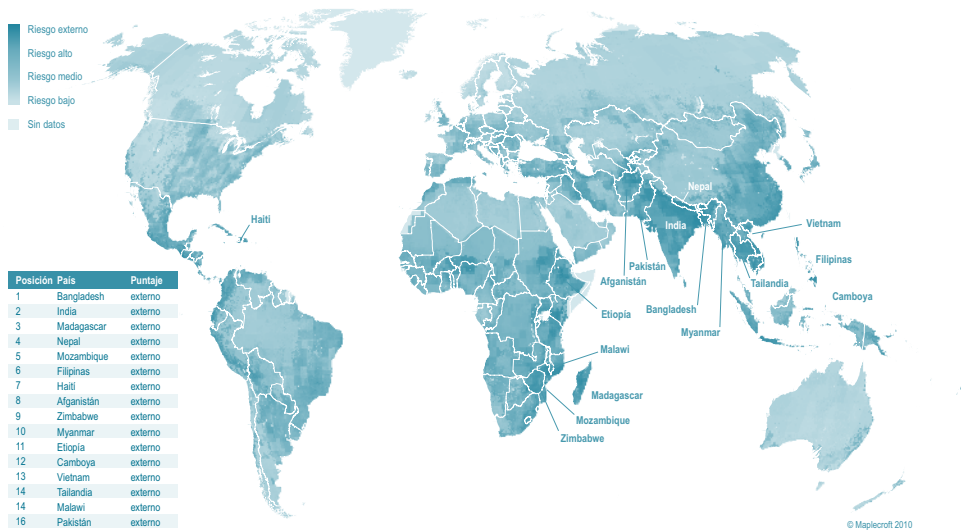 Riesgo externo
Riesgo alto
Riesgo medio
Riesgo bajo
Sin datos
Haiti
Nepal
India
Vietnam
Filipinas
Pakistán
Afganistán
Tailandia
Camboya
Bangladesh
Etiopía
Myanmar
Malawi
Madagascar
Mozambique
Zimbabwe
Posición País Puntaje
1 Bangladesh externo
2 India externo
3 Madagascar externo
4 Nepal externo
5 Mozambique externo
6 Filipinas externo
7 Haití externo
8 Afganistán externo
9 Zimbabwe externo
10 Myanmar externo
11 Etiopía externo
12 Camboya externo
13 Vietnam externo
14 Tailandia externo
14 Malawi externo
16 Pakistán externo
© Maplecroft 2010